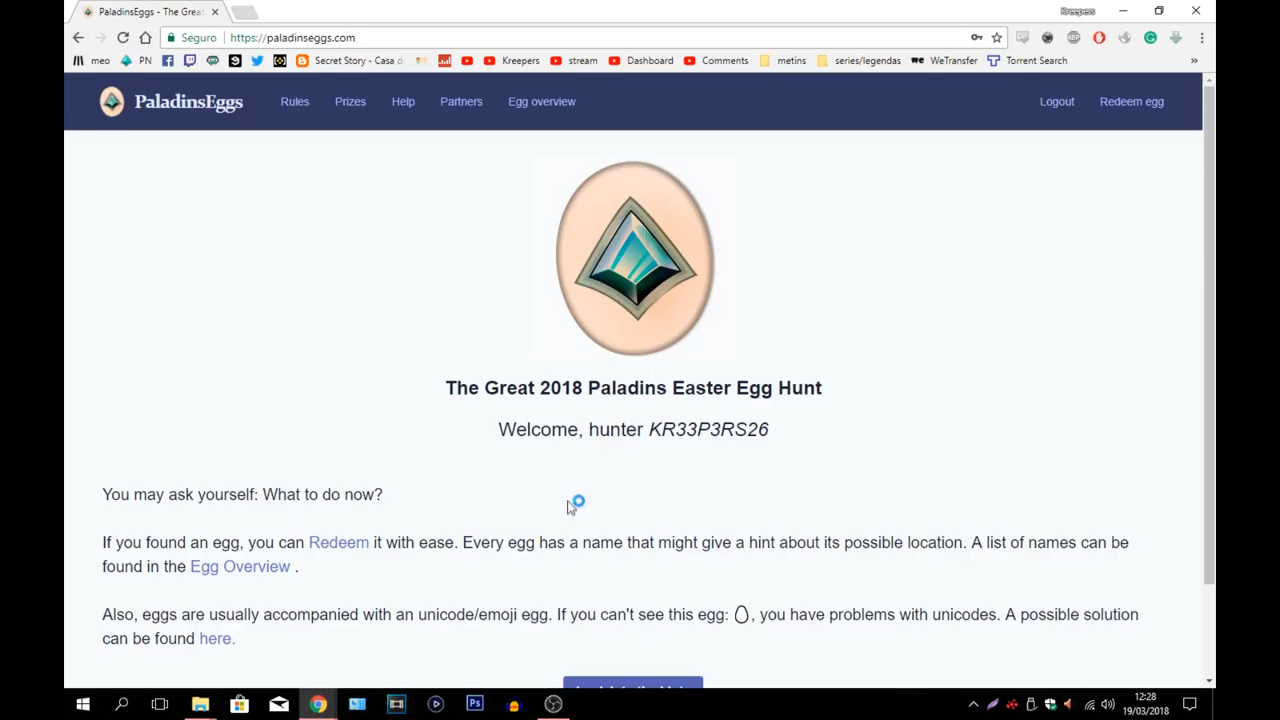 PaladinsEggs - The Great
Kreepers
Seguro
https://paladinseggs.com
meo
PN
Secret Story - Casa d
Keepers
stream
Dashboard
Comments
metins
series/legendas
WeTransfer
Torrent Search
»
PaladinsEggs
Rules
Prizes
Help
Partners
Egg overview
Logout
Redeem egg
The Great 2018 Paladins Easter Egg Hunt
Welcome, hunter KR33P3RS26
You may ask yourself: What to do now?
If you found an egg, you can Redeem it with ease. Every egg has a name that might give a hint about its possible location. A list of names can be
found in the Egg Overview .
Also, eggs are usually accompanied with an unicode/emoji egg. If you can't see this egg: , you have problems with unicodes. A possible solution
can be found here.
12:28
19/03/2018